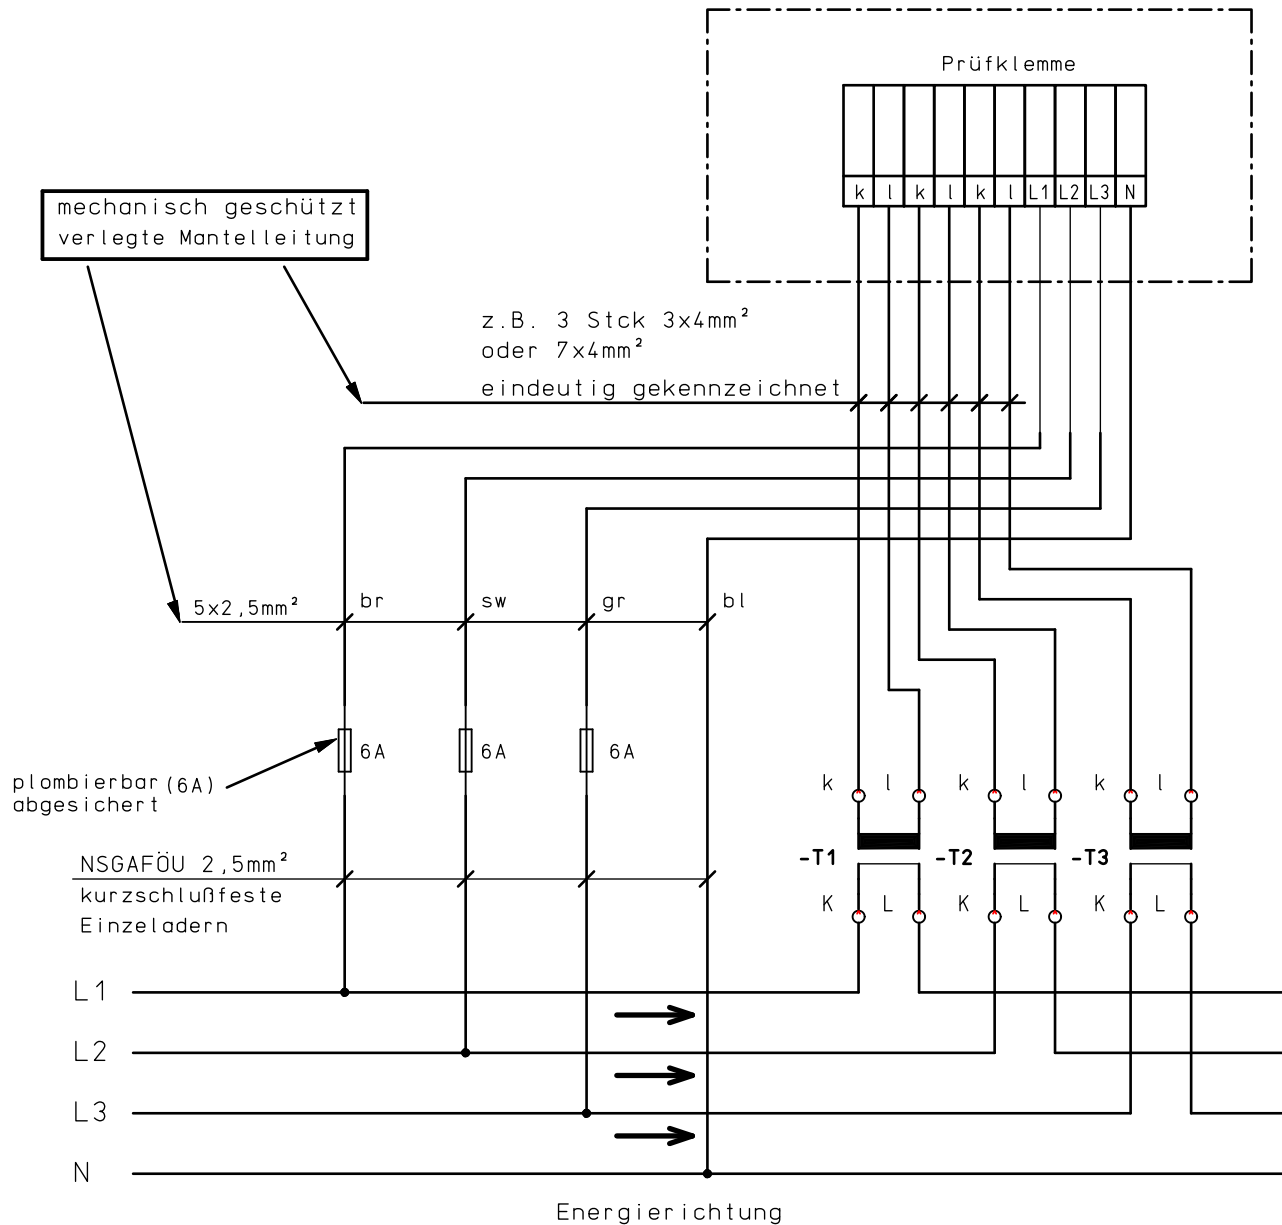 Prüfklemme
k l k l k l L1 L2 L3 N
mechanisch geschützt
verlegte Mantelleitung
z.B. 3 Stck 3x4mm²
oder 7x4mm²
eindeutig gekennzeichnet
5x2,5mm² br sw gr bl
6A 6A 6A
plombierbar (6A)
abgesichert
k l k l k l
-T1 -T2 -T3
K L K L K L
NSGAFÖU 2,5mm²
kurzschlußfeste
Einzeladern
L1
L2
L3
N
Energierichtung